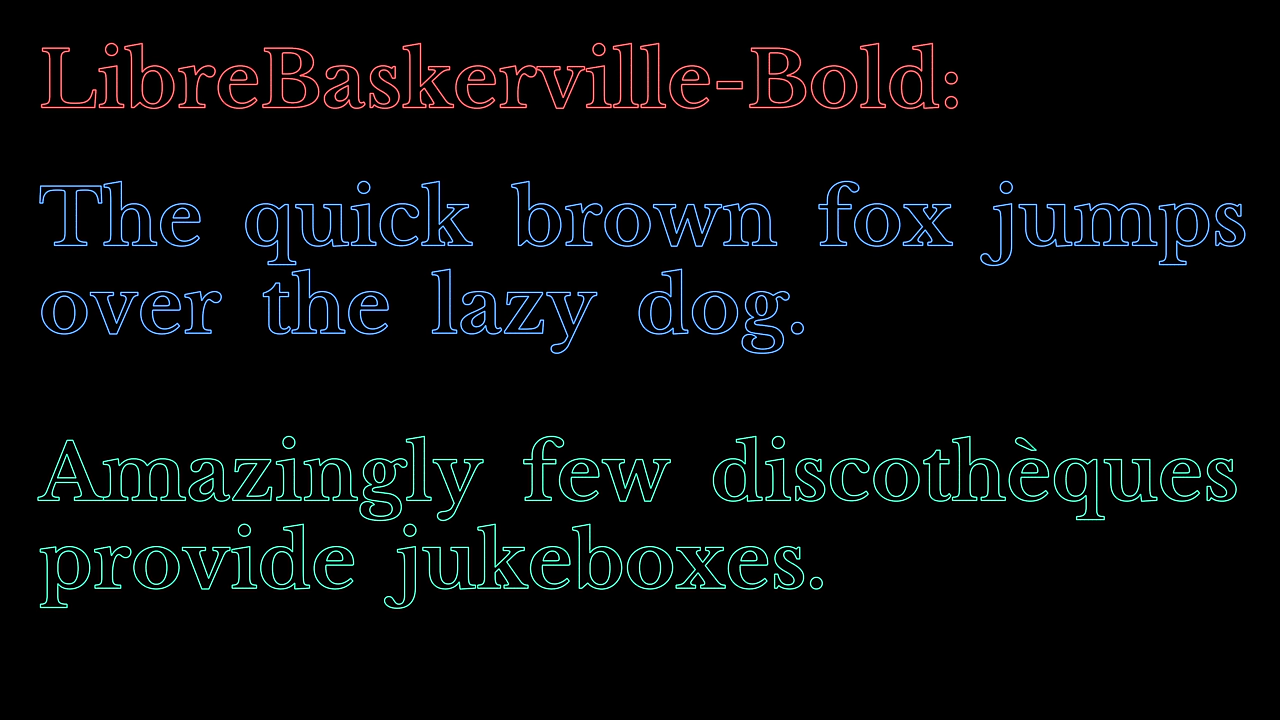 LibreBaskerville-Bold:
The quick brown fox jumps
over the lazy dog.
Amazingly few discothèques
provide jukeboxes.